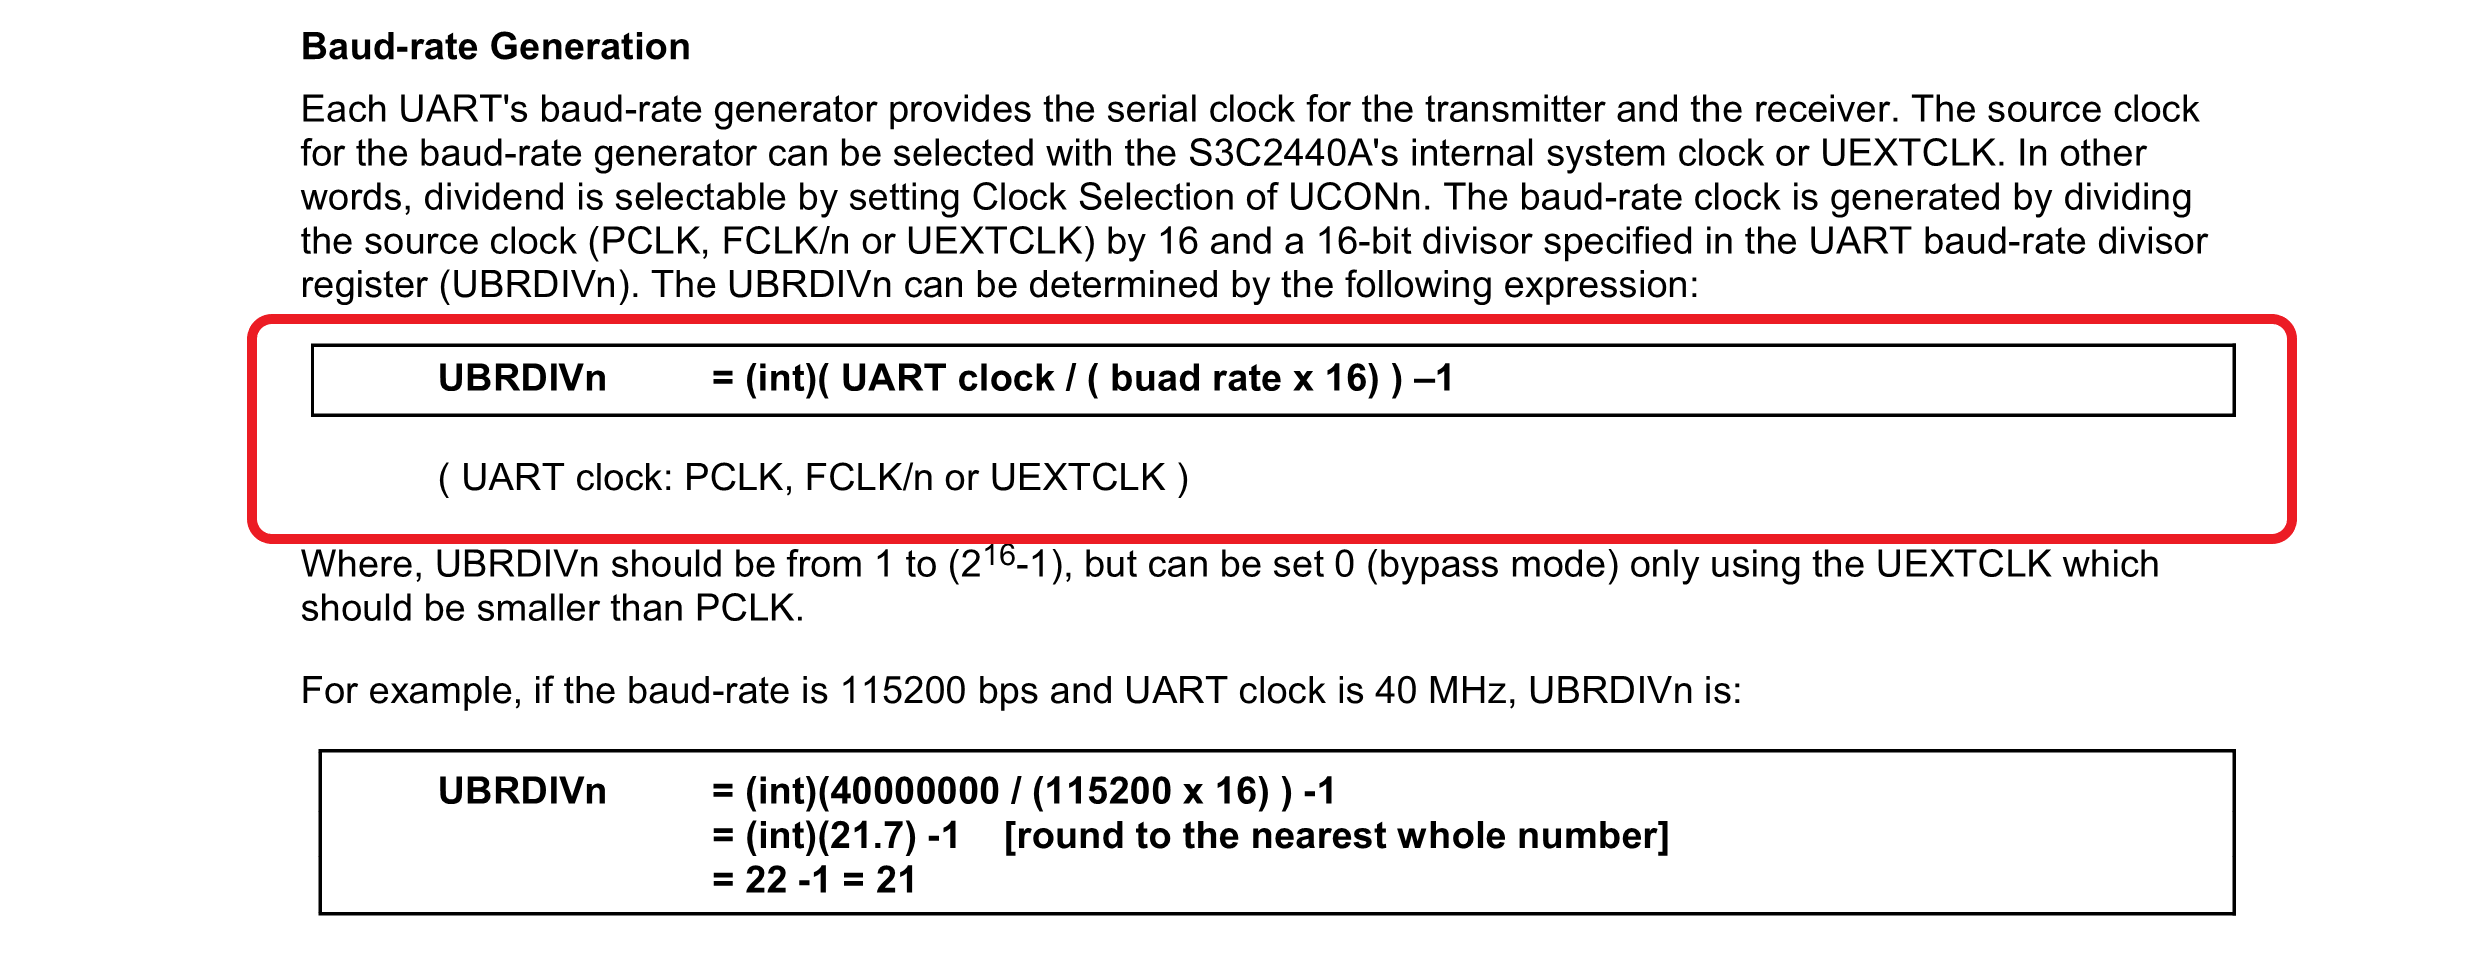 Baud-rate Generation
Each UART's baud-rate generator provides the serial clock for the transmitter and the receiver. The source clock
for the baud-rate generator can be selected with the S3C2440A's internal system clock or UEXTCLK. In other
words, dividend is selectable by setting Clock Selection of UCONn. The baud-rate clock is generated by dividing
the source clock (PCLK, FCLK/n or UEXTCLK) by 16 and a 16-bit divisor specified in the UART baud-rate divisor
register (UBRDIVn). The UBRDIVn can be determined by the following expression:
UBRDIVn = (int)( UART clock / ( buad rate x 16) ) –1
( UART clock: PCLK, FCLK/n or UEXTCLK )
Where, UBRDIVn should be from 1 to (2¹⁶-1), but can be set 0 (bypass mode) only using the UEXTCLK which
should be smaller than PCLK.
For example, if the baud-rate is 115200 bps and UART clock is 40 MHz, UBRDIVn is:
UBRDIVn = (int)(40000000 / (115200 x 16) ) -1
= (int)(21.7) -1 [round to the nearest whole number]
= 22 -1 = 21